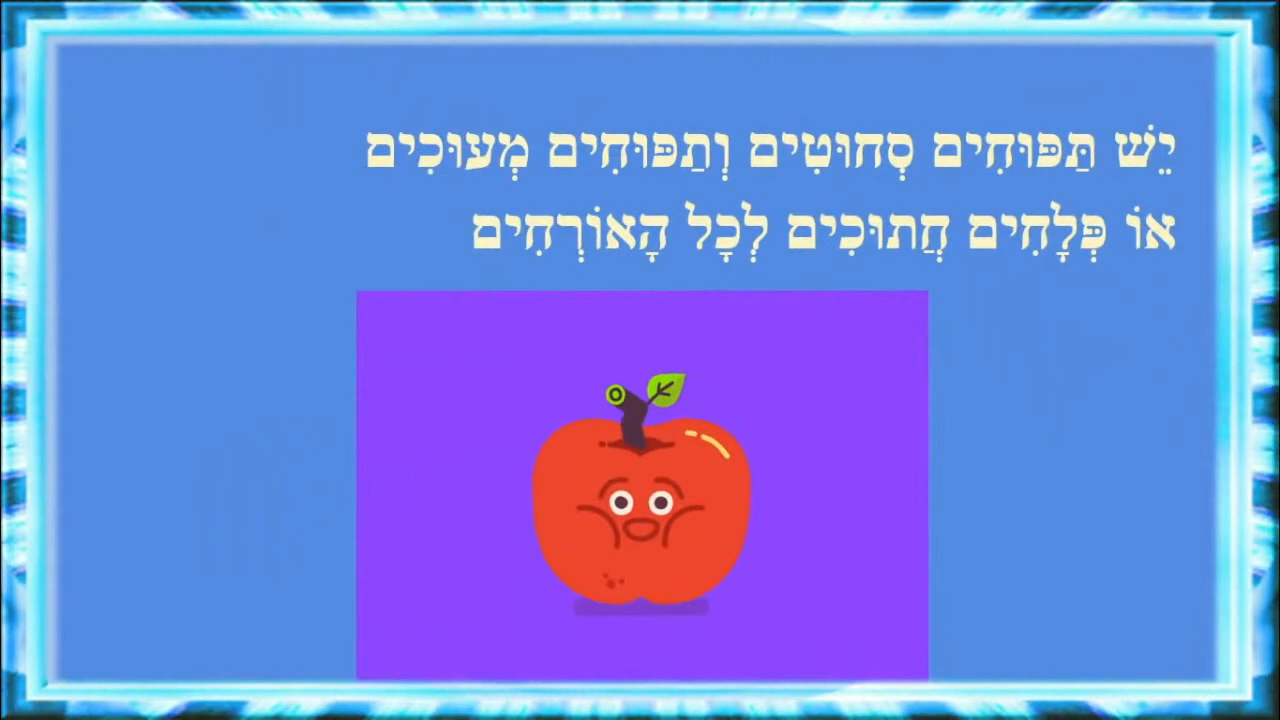 יֵשׁ תַּפּוּחִים סְחוּטִים וְתַפּוּחִים מְעוּכִים
אוֹ פְּלָחִים חֲתוּכִים לְכָל הָאוֹרְחִים